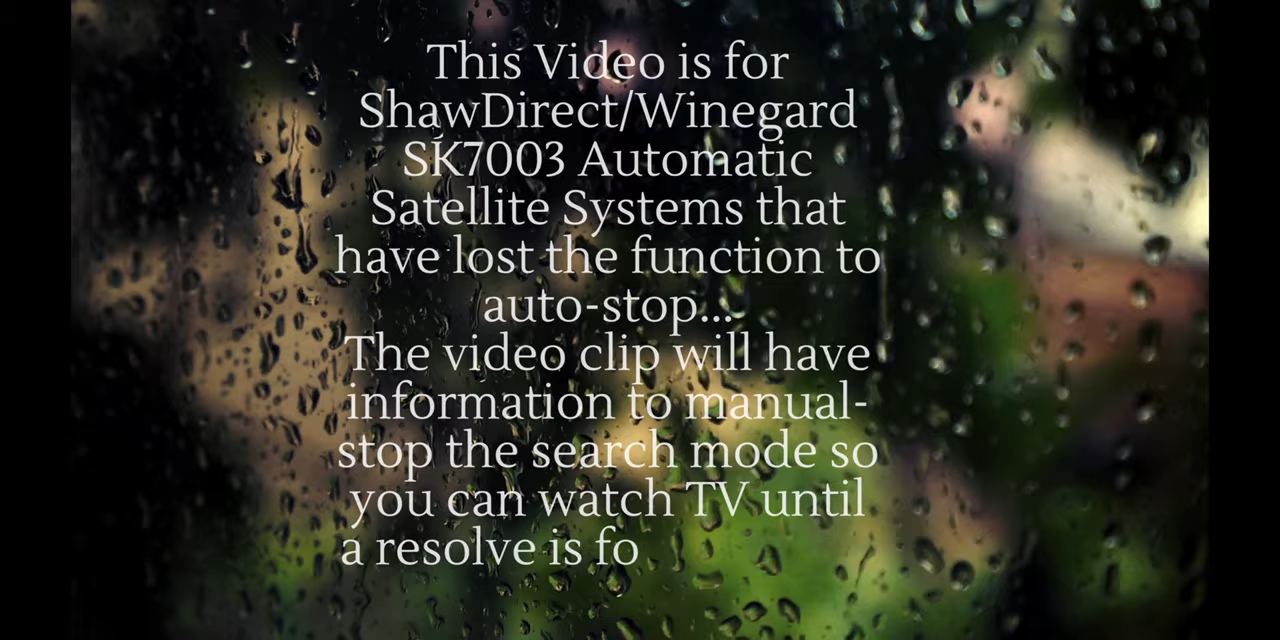 This Video is for
ShawDirect/Winegard
SK7003 Automatic
Satellite Systems that
have lost the function to
auto-stop...
The video clip will have
information to manual-
stop the search mode so
you can watch TV until
a resolve is fo